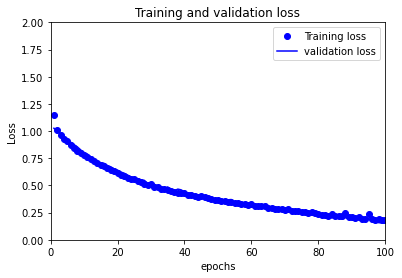 Training and validation loss
Training loss
validation loss
Loss
2.00
1.75
1.50
1.25
1.00
0.75
0.50
0.25
0.00
0 20 40 60 80 100
epochs